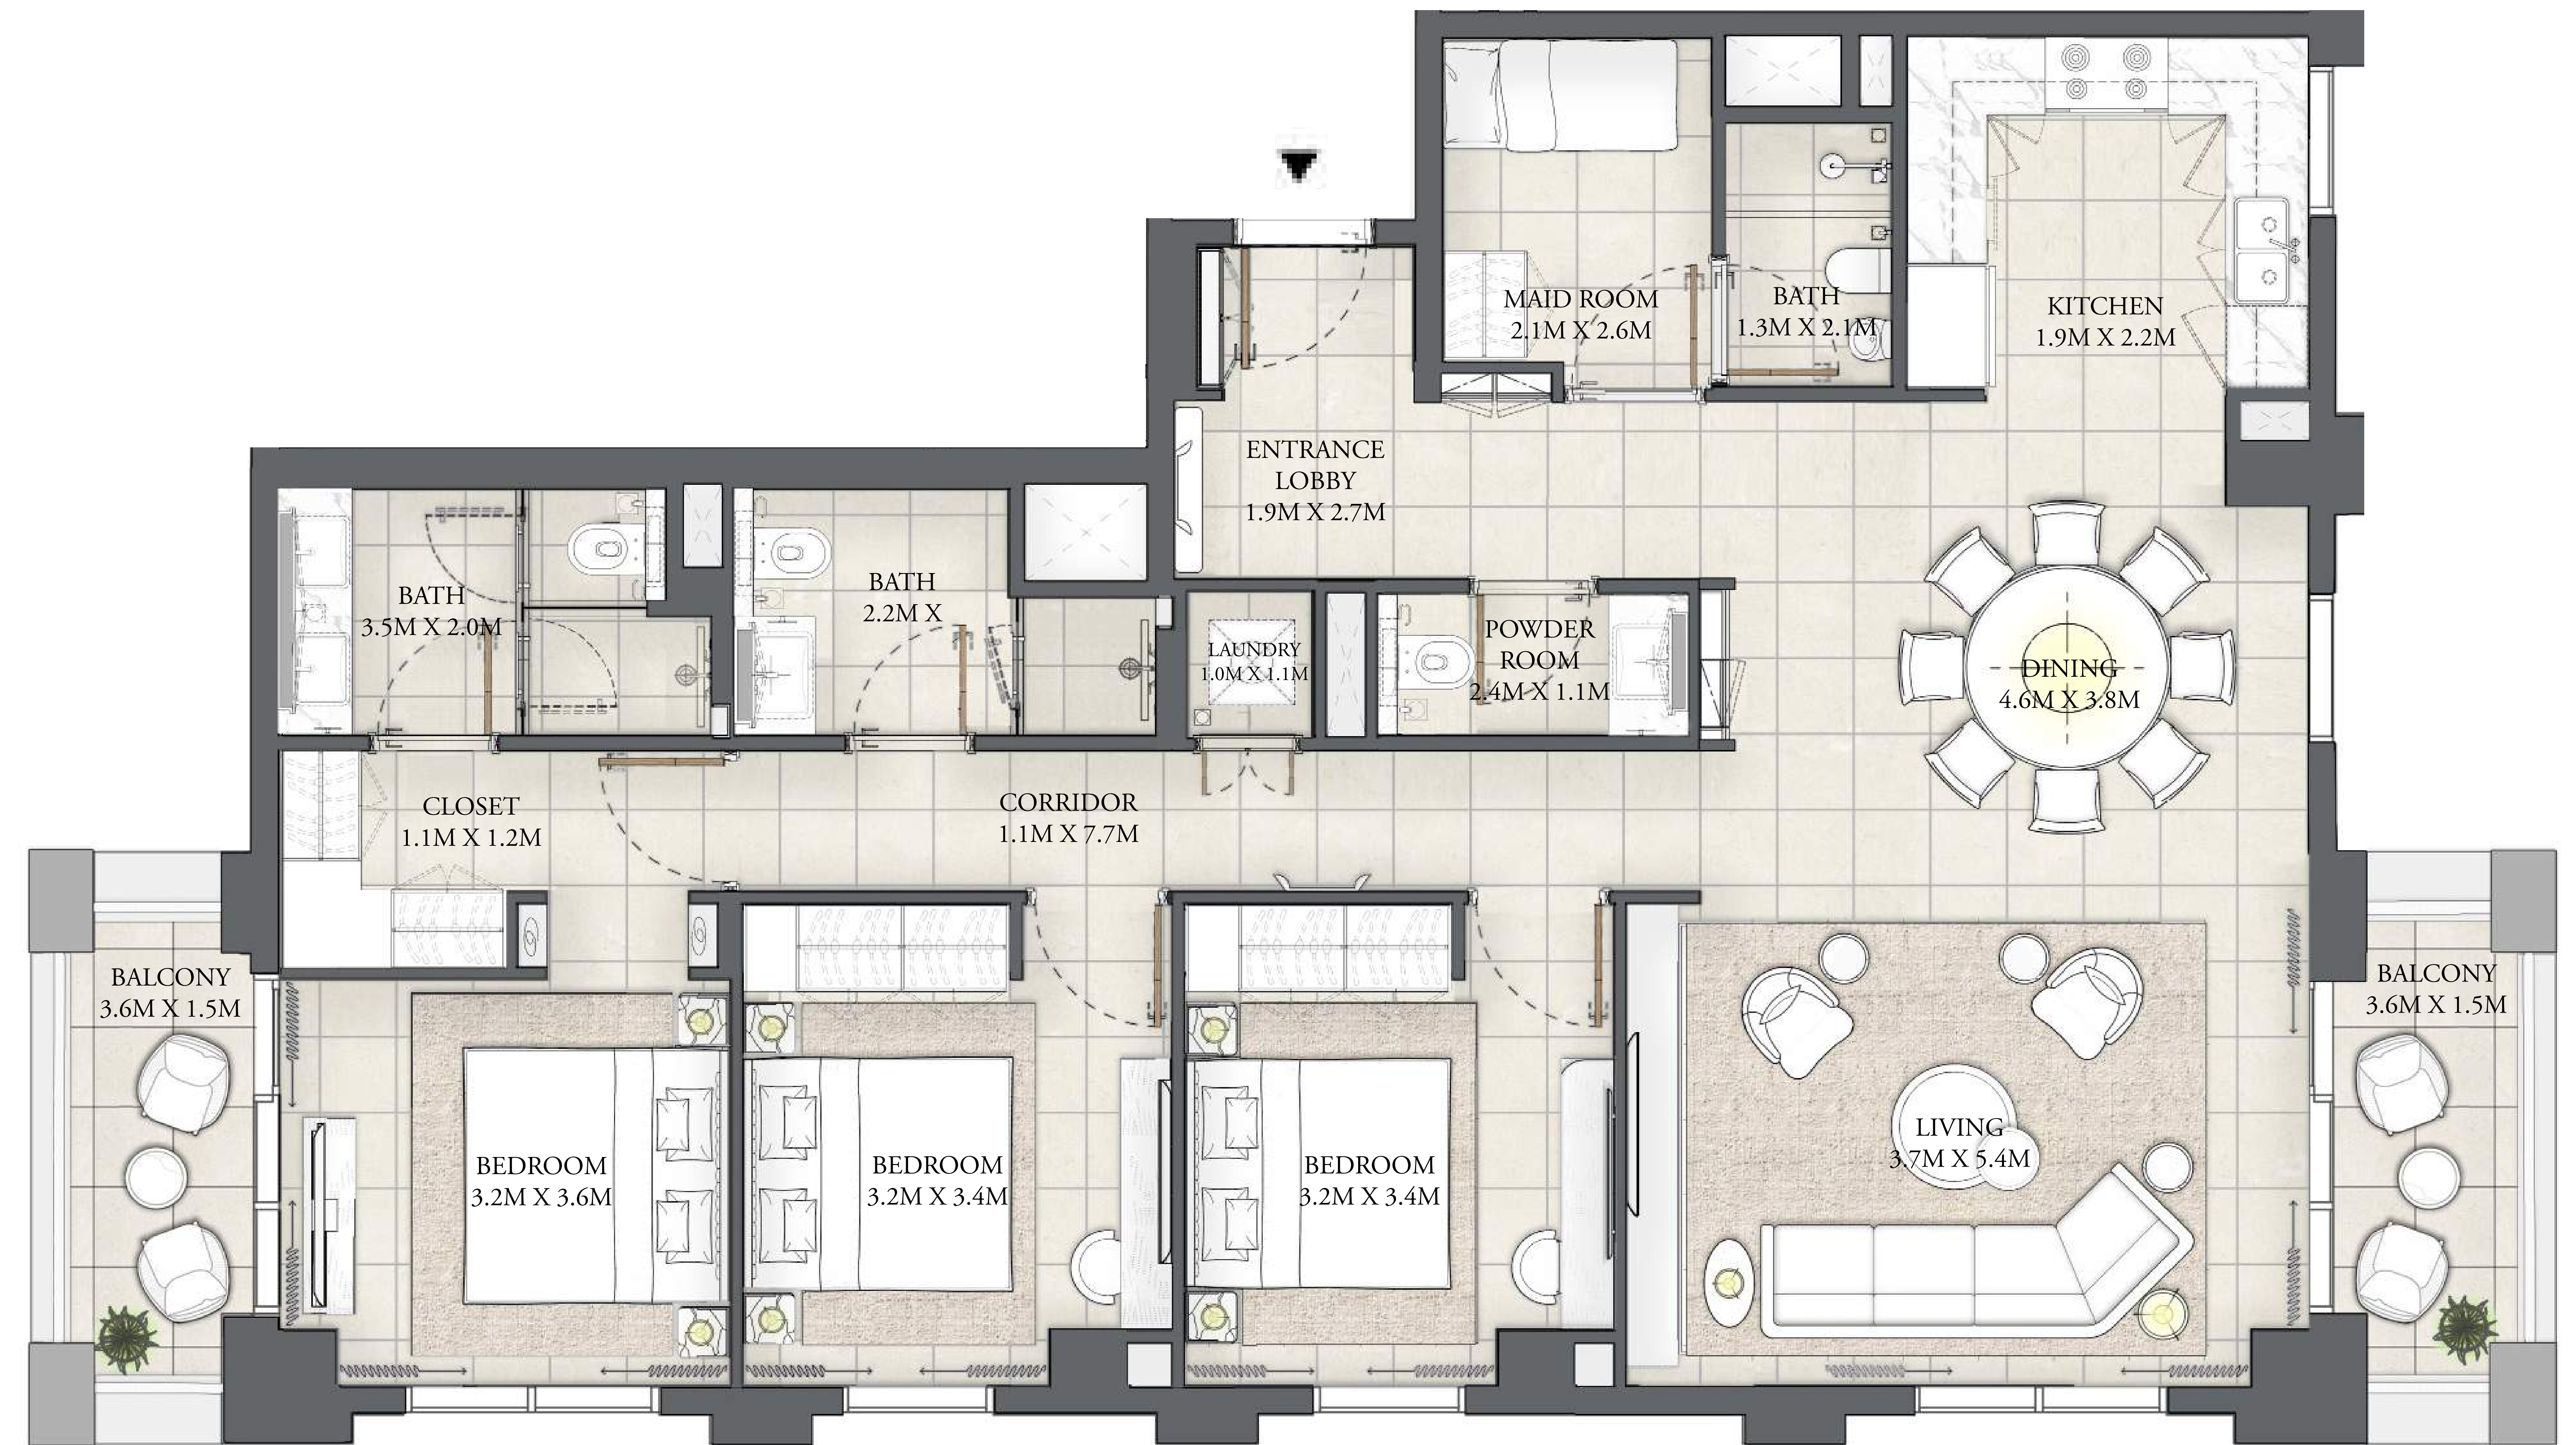 MAID ROOM
2.1M X 2.6M
BATH
1.3M X 2.1M
KITCHEN
1.9M X 2.2M
ENTRANCE
LOBBY
1.9M X 2.7M
BATH
3.5M X 2.0M
BATH
2.2M X
LAUNDRY
1.0M X 1.1M
POWDER
ROOM
2.4M X 1.1M
DINING
4.6M X 3.8M
CLOSET
1.1M X 1.2M
CORRIDOR
1.1M X 7.7M
BALCONY
3.6M X 1.5M
BALCONY
3.6M X 1.5M
BEDROOM
3.2M X 3.6M
BEDROOM
3.2M X 3.4M
BEDROOM
3.2M X 3.4M
LIVING
3.7M X 5.4M